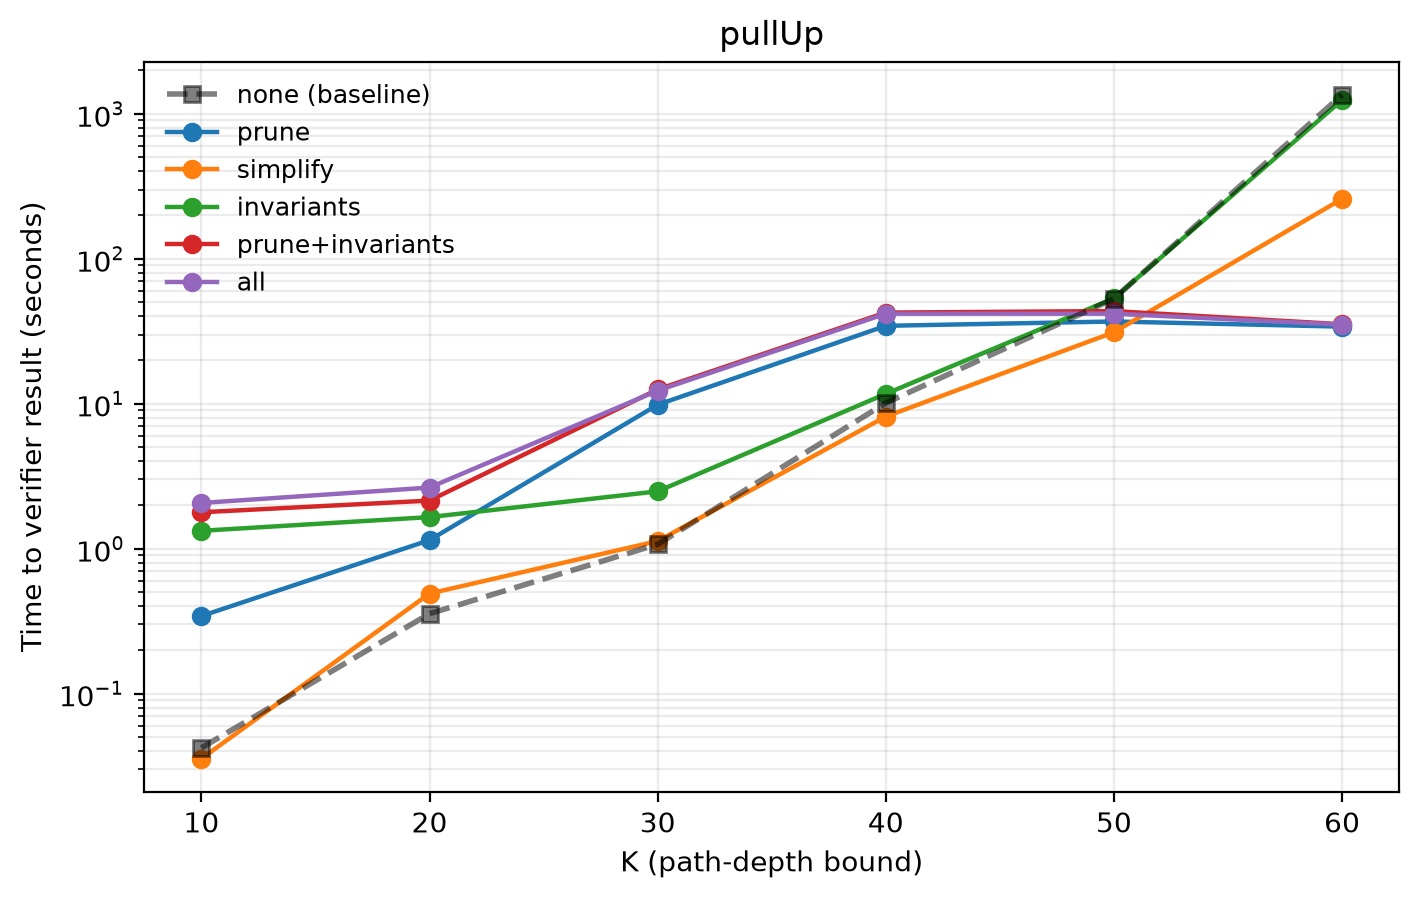 pullUp
Time to verifier result (seconds)
10³
10²
10¹
10⁰
10⁻¹
none (baseline)
prune
simplify
invariants
prune+invariants
all
10 20 30 40 50 60
K (path-depth bound)